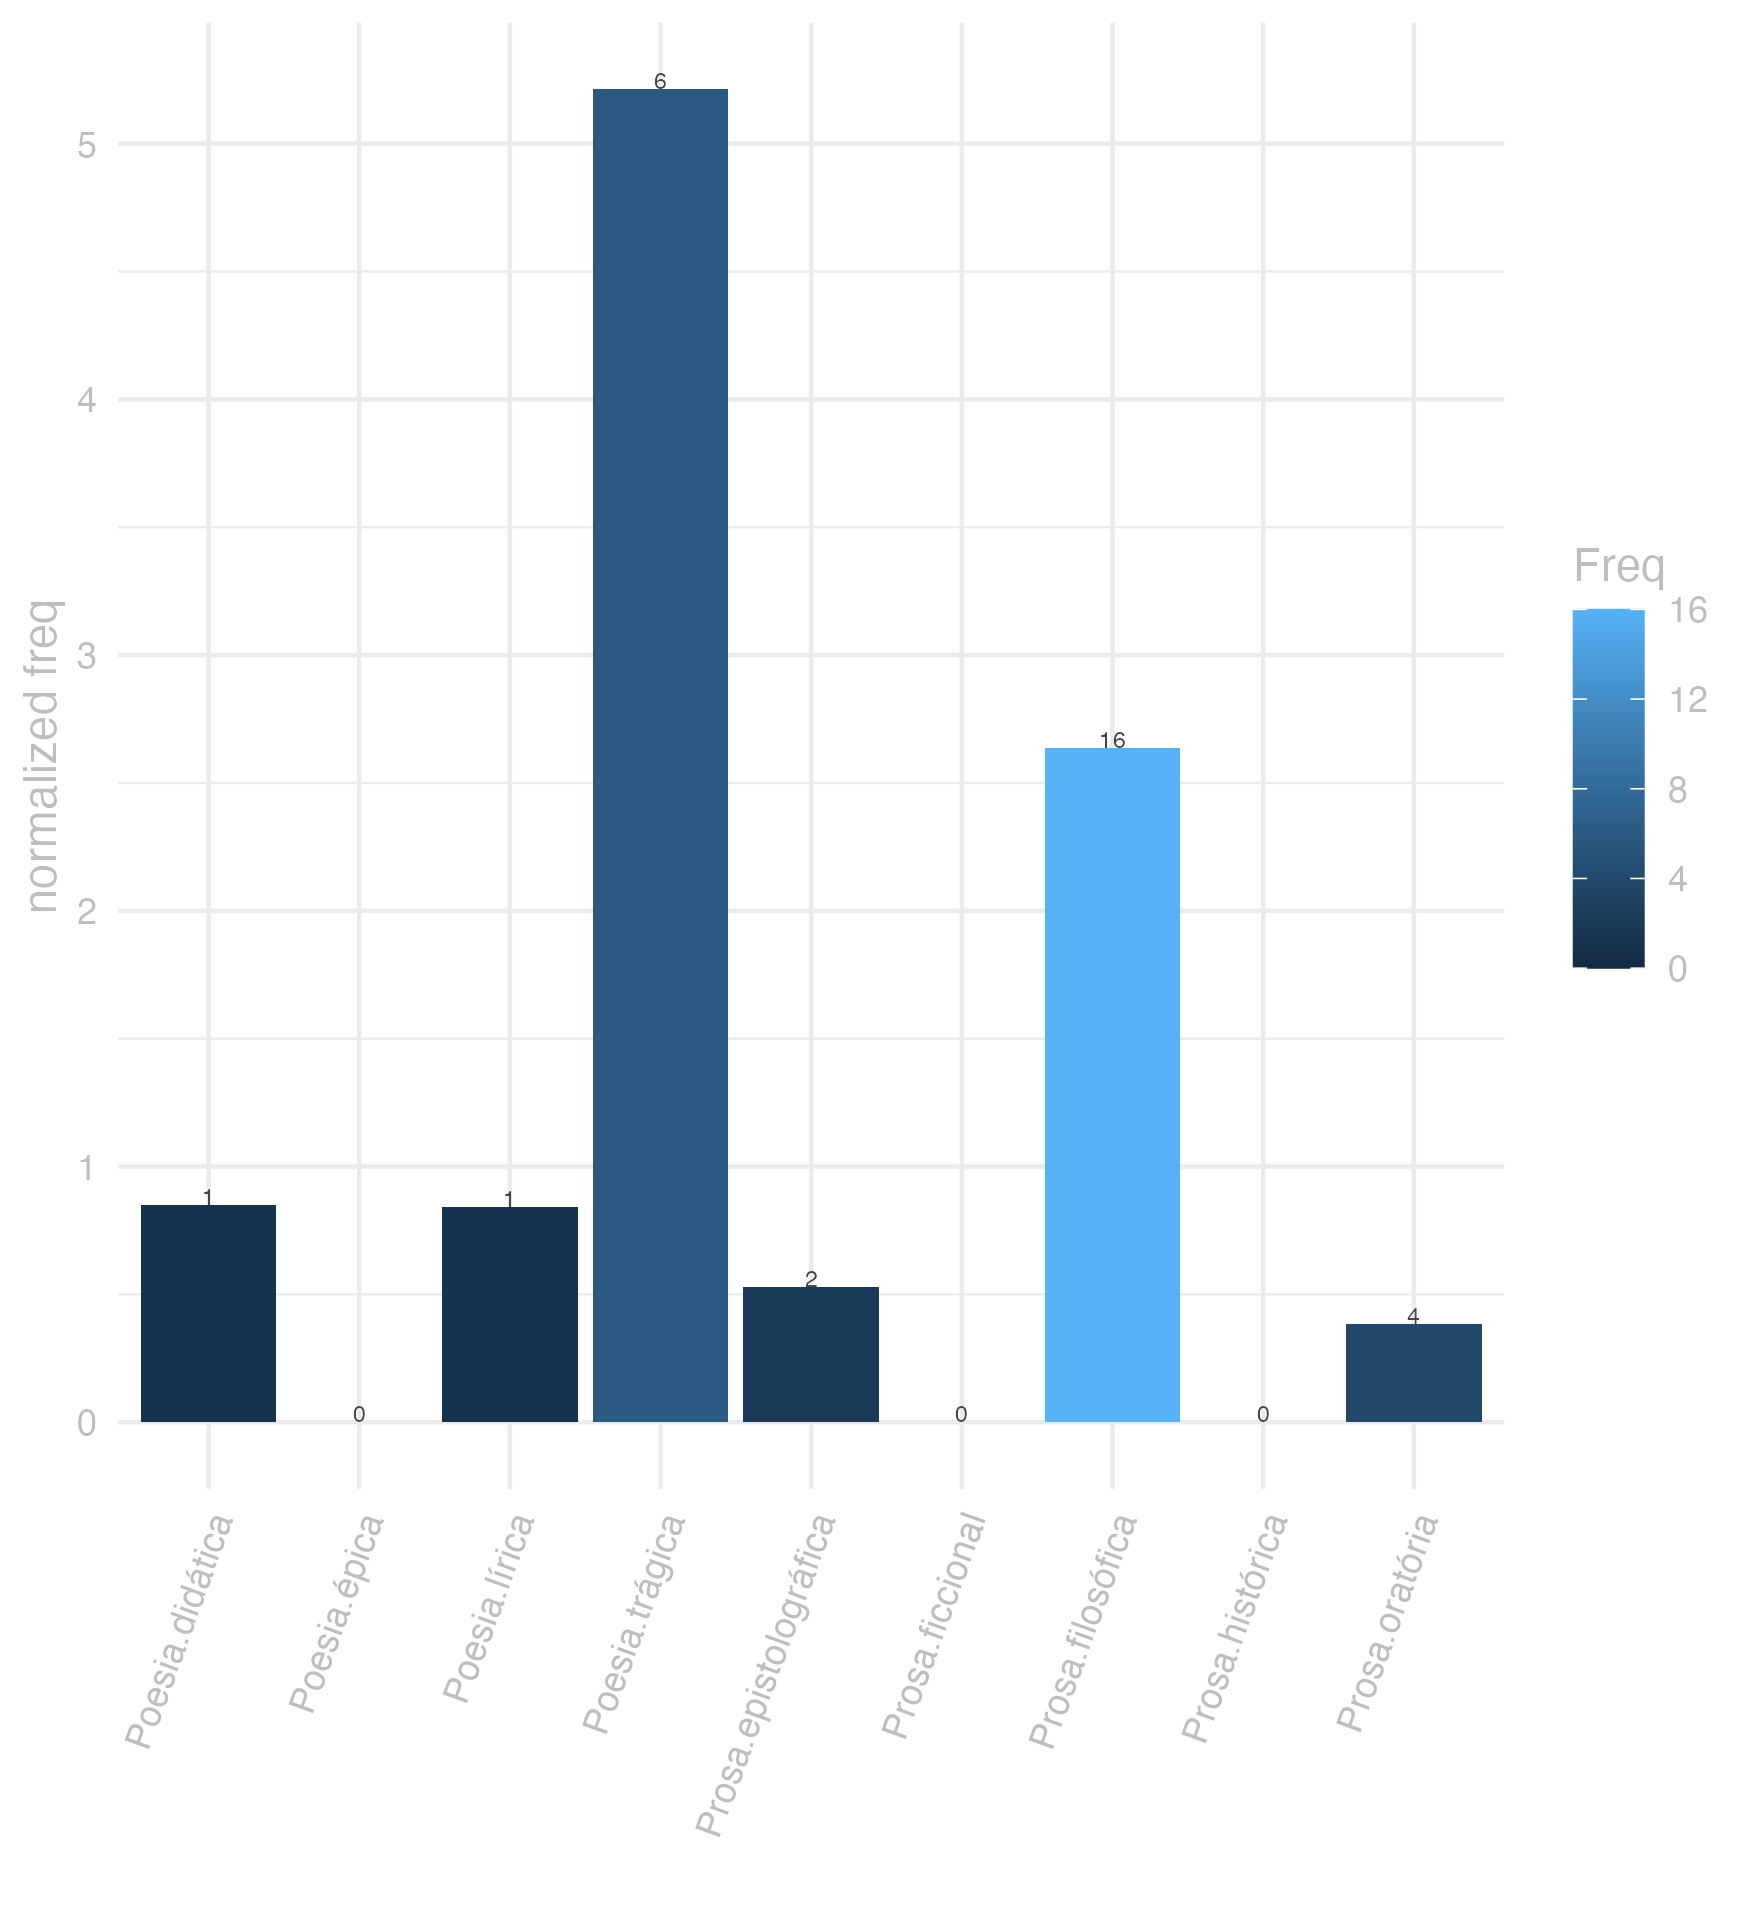 normalized freq
5
4
3
2
1
0
1
0
1
6
2
0
16
0
4
Poesia.didática
Poesia.épica
Poesia.lírica
Poesia.trágica
Prosa.epistolográfica
Prosa.ficcional
Prosa.filosófica
Prosa.histórica
Prosa.oratória
Freq
16
12
8
4
0